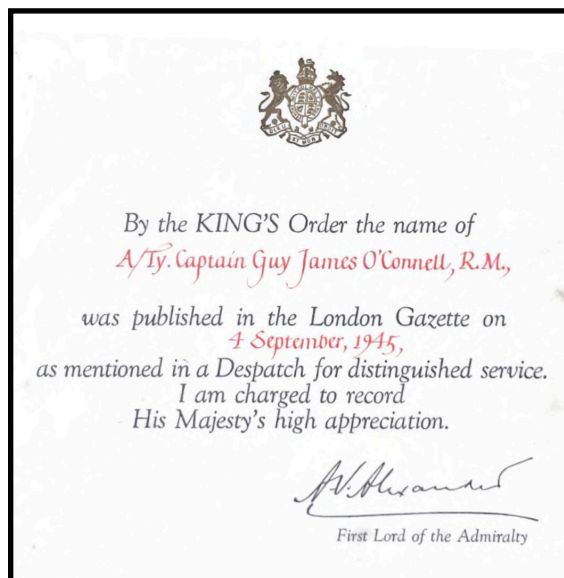 By the KING'S Order the name of
A/Ty. Captain Guy James O'Connell, R.M.,
was published in the London Gazette on
4 September, 1945,
as mentioned in a Despatch for distinguished service.
I am charged to record
His Majesty's high appreciation.
A.V. Alexander
First Lord of the Admiralty